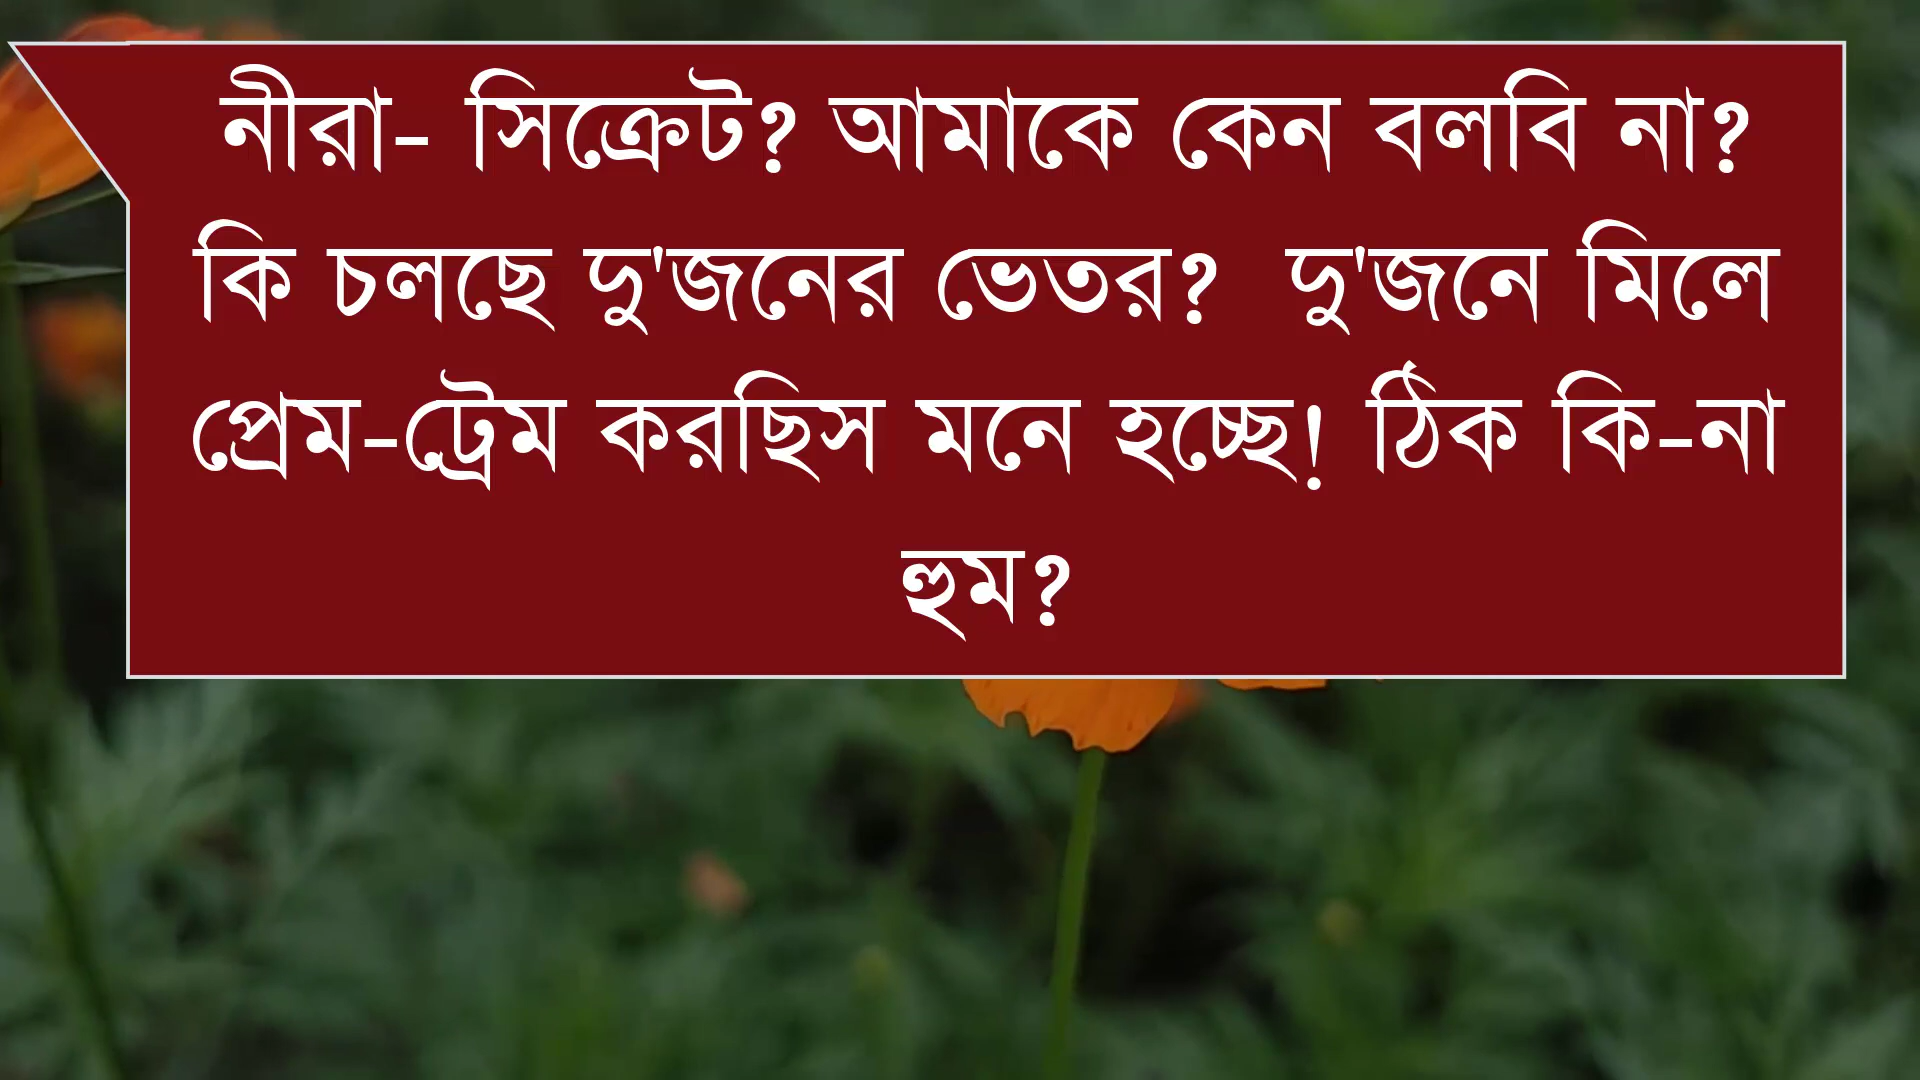 নীরা- সিক্রেট? আমাকে কেন বলবি না?
কি চলছে দু'জনের ভেতর?  দু'জনে মিলে
প্রেম-ট্রেম করছিস মনে হচ্ছে! ঠিক কি-না
হুম?